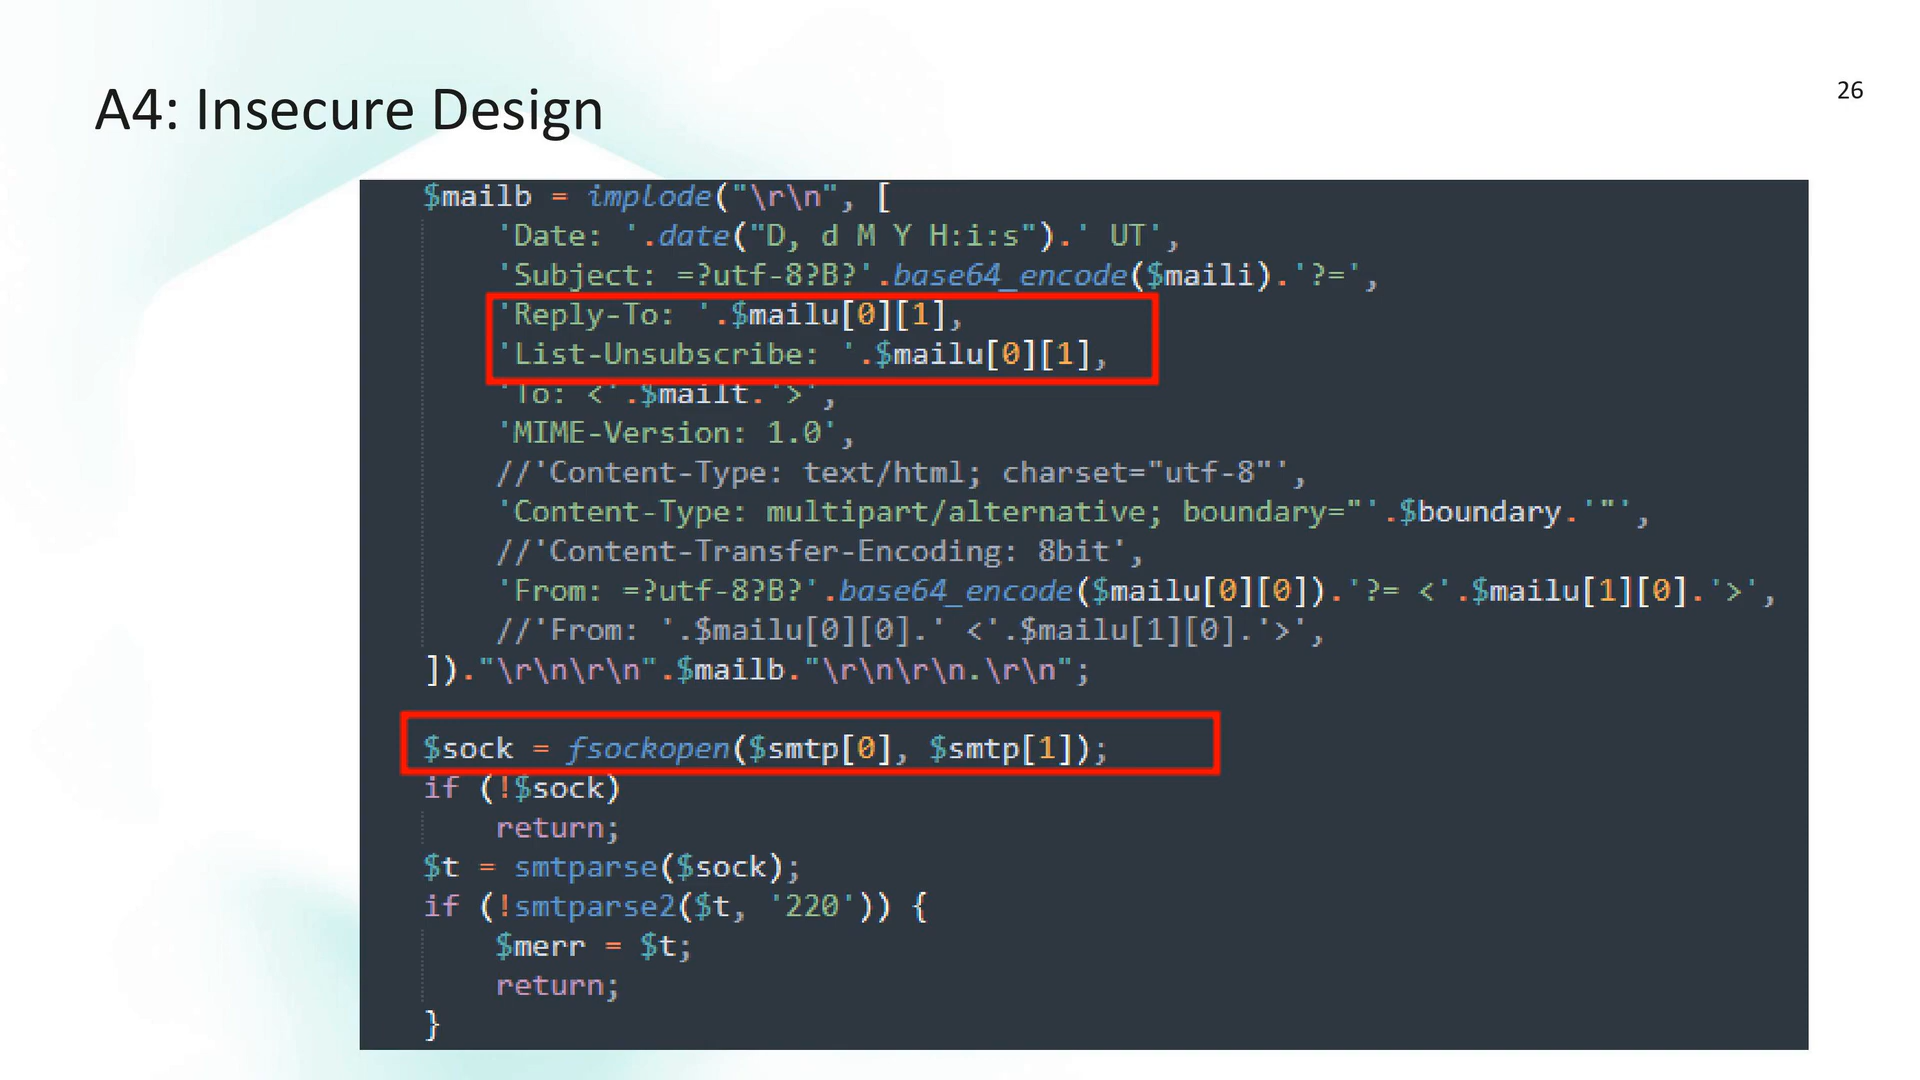 A4: Insecure Design
26
$mailb = implode("\r\n", [
'Date: '.date("D, d M Y H:i:s").' UT',
'Subject: =?utf-8?B?'.base64_encode($maili).'?=',
'Reply-To: '.$mailu[0][1],
'List-Unsubscribe: '.$mailu[0][1],
'To: <'.$mailt.'>',
'MIME-Version: 1.0',
//'Content-Type: text/html; charset="utf-8"',
'Content-Type: multipart/alternative; boundary="'.$boundary.'"',
//'Content-Transfer-Encoding: 8bit',
'From: =?utf-8?B?'.base64_encode($mailu[0][0]).'?= <'.$mailu[1][0].'>',
//'From: '.$mailu[0][0].' <'.$mailu[1][0].'>',
])."\r\n\r\n".$mailb."\r\n\r\n.\r\n";
$sock = fsockopen($smtp[0], $smtp[1]);
if (!$sock)
return;
$t = smtparse($sock);
if (!smtparse2($t, '220')) {
$merr = $t;
return;
}